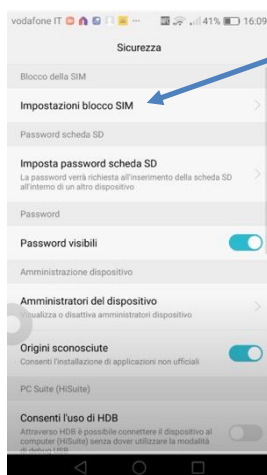 vodafone IT 41% 16:09
Sicurezza
Blocco della SIM
Impostazioni blocco SIM
Password scheda SD
Imposta password scheda SD
La password verrà richiesta all'inserimento della scheda SD
all'interno di un altro dispositivo
Password
Password visibili
Amministrazione dispositivo
Amministratori del dispositivo
Visualizza o disattiva amministratori dispositivo
Origini sconosciute
Consenti l'installazione di applicazioni non ufficiali
PC Suite (HiSuite)
Consenti l'uso di HDB
Attraverso HDB è possibile connettere il dispositivo al
computer (HiSuite) senza dover utilizzare la modalità
di debug USB